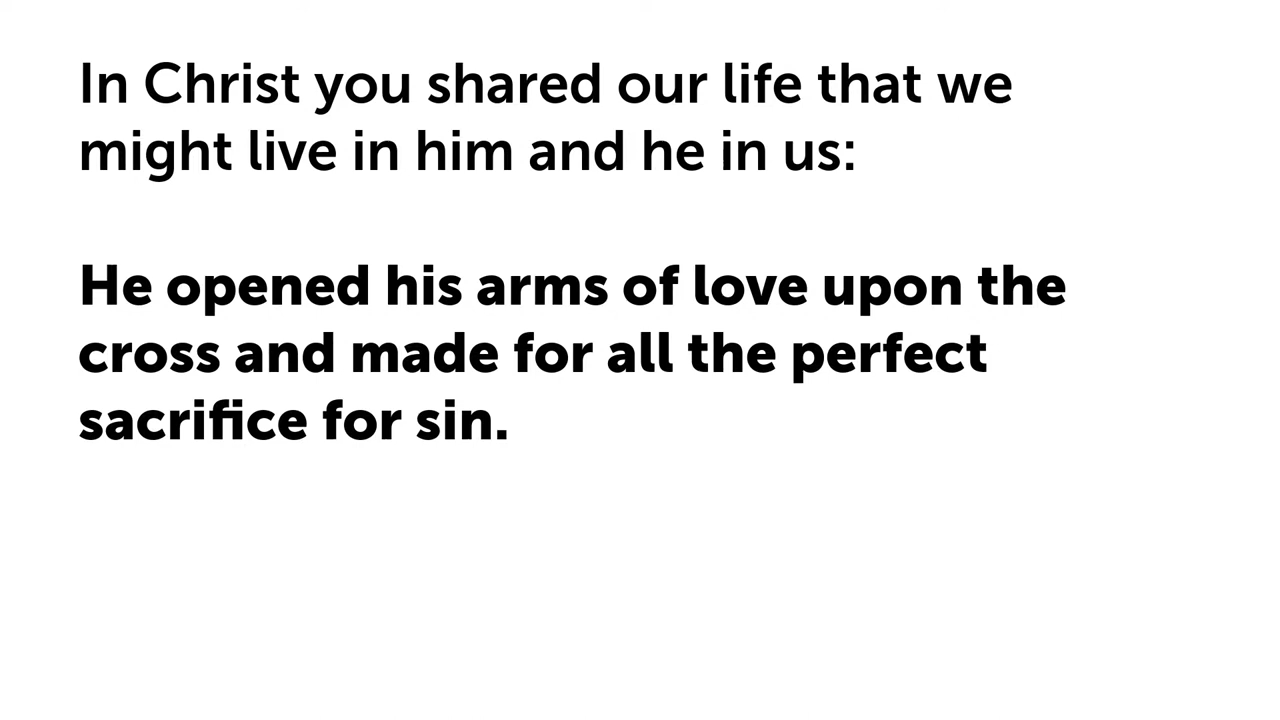 In Christ you shared our life that we
might live in him and he in us:
He opened his arms of love upon the
cross and made for all the perfect
sacrifice for sin.